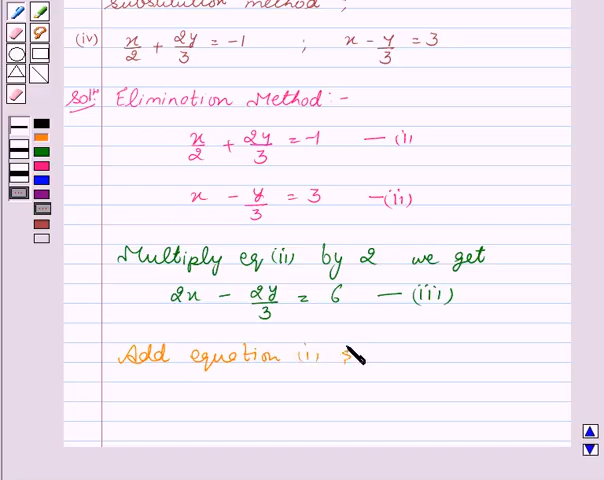 substitution method ;
(iv) x/2 + 2y/3 = -1 ; x - y/3 = 3
Solⁿ: Elimination Method:-
x/2 + 2y/3 = -1 — (i)
x - y/3 = 3 — (ii)
Multiply eq (ii) by 2 we get
2x - 2y/3 = 6 — (iii)
Add equation (i)